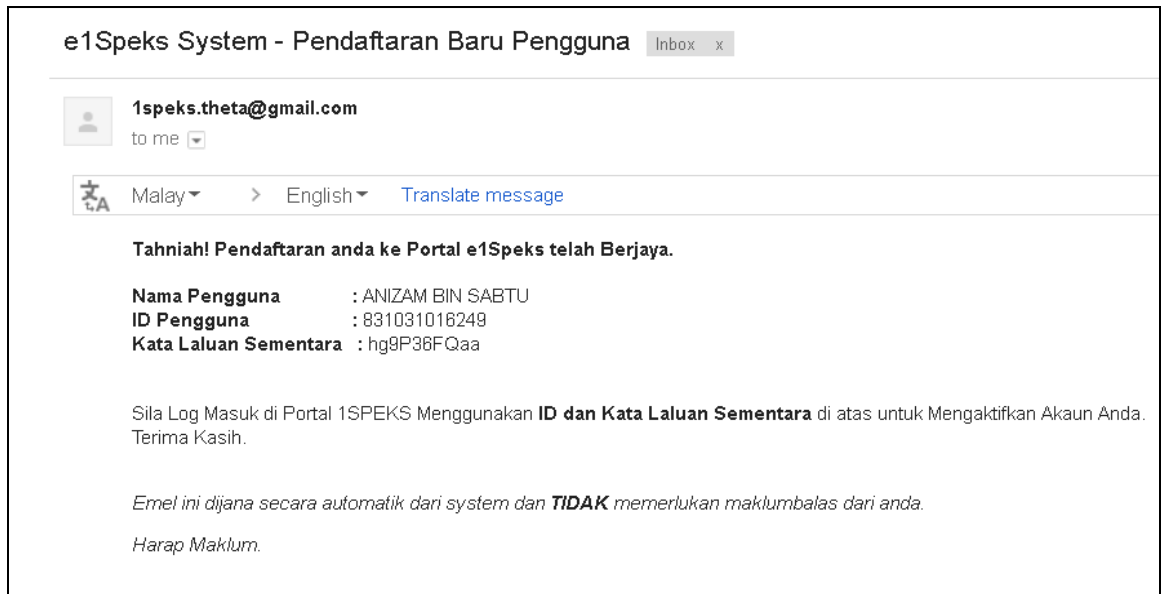 e1Speks System - Pendaftaran Baru Pengguna Inbox x
1speks.theta@gmail.com
to me
Malay > English Translate message
Tahniah! Pendaftaran anda ke Portal e1Speks telah Berjaya.
Nama Pengguna : ANIZAM BIN SABTU
ID Pengguna : 831031016249
Kata Laluan Sementara : hg9P36FQaa
Sila Log Masuk di Portal 1SPEKS Menggunakan ID dan Kata Laluan Sementara di atas untuk Mengaktifkan Akaun Anda.
Terima Kasih.
Emel ini dijana secara automatik dari system dan TIDAK memerlukan maklumbalas dari anda.
Harap Maklum.